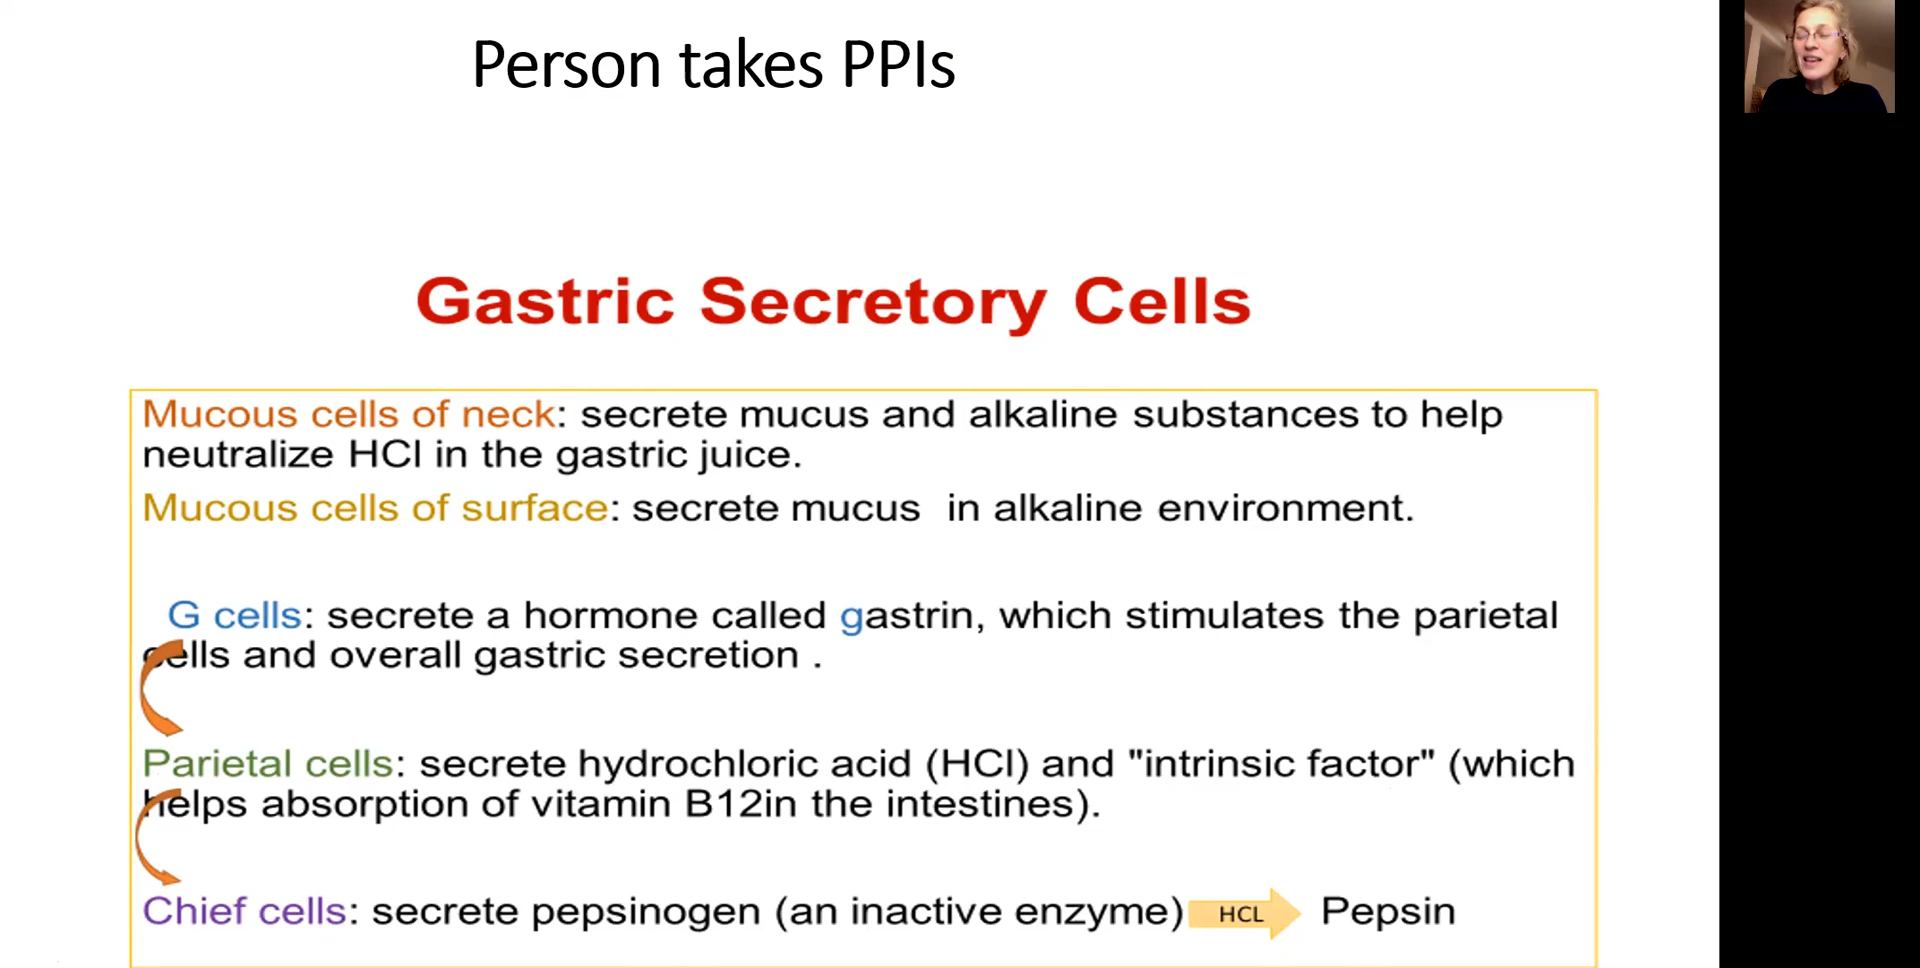 Person takes PPIs
Gastric Secretory Cells
Mucous cells of neck: secrete mucus and alkaline substances to help
neutralize HCl in the gastric juice.
Mucous cells of surface: secrete mucus in alkaline environment.
G cells: secrete a hormone called gastrin, which stimulates the parietal
cells and overall gastric secretion .
Parietal cells: secrete hydrochloric acid (HCl) and "intrinsic factor" (which
helps absorption of vitamin B12in the intestines).
Chief cells: secrete pepsinogen (an inactive enzyme) HCL Pepsin